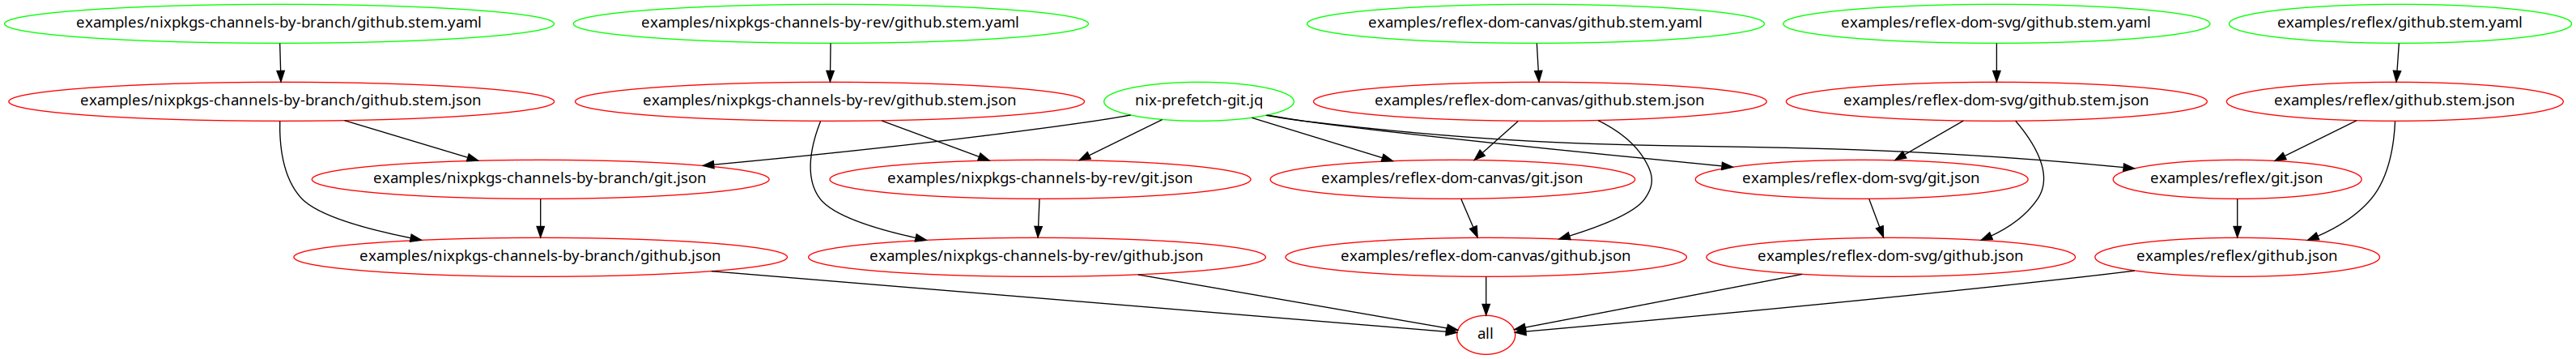 examples/nixpkgs-channels-by-branch/github.stem.yaml
examples/nixpkgs-channels-by-rev/github.stem.yaml
examples/reflex-dom-canvas/github.stem.yaml
examples/reflex-dom-svg/github.stem.yaml
examples/reflex/github.stem.yaml
examples/nixpkgs-channels-by-branch/github.stem.json
examples/nixpkgs-channels-by-rev/github.stem.json
nix-prefetch-git.jq
examples/reflex-dom-canvas/github.stem.json
examples/reflex-dom-svg/github.stem.json
examples/reflex/github.stem.json
examples/nixpkgs-channels-by-branch/git.json
examples/nixpkgs-channels-by-rev/git.json
examples/reflex-dom-canvas/git.json
examples/reflex-dom-svg/git.json
examples/reflex/git.json
examples/nixpkgs-channels-by-branch/github.json
examples/nixpkgs-channels-by-rev/github.json
examples/reflex-dom-canvas/github.json
examples/reflex-dom-svg/github.json
examples/reflex/github.json
all